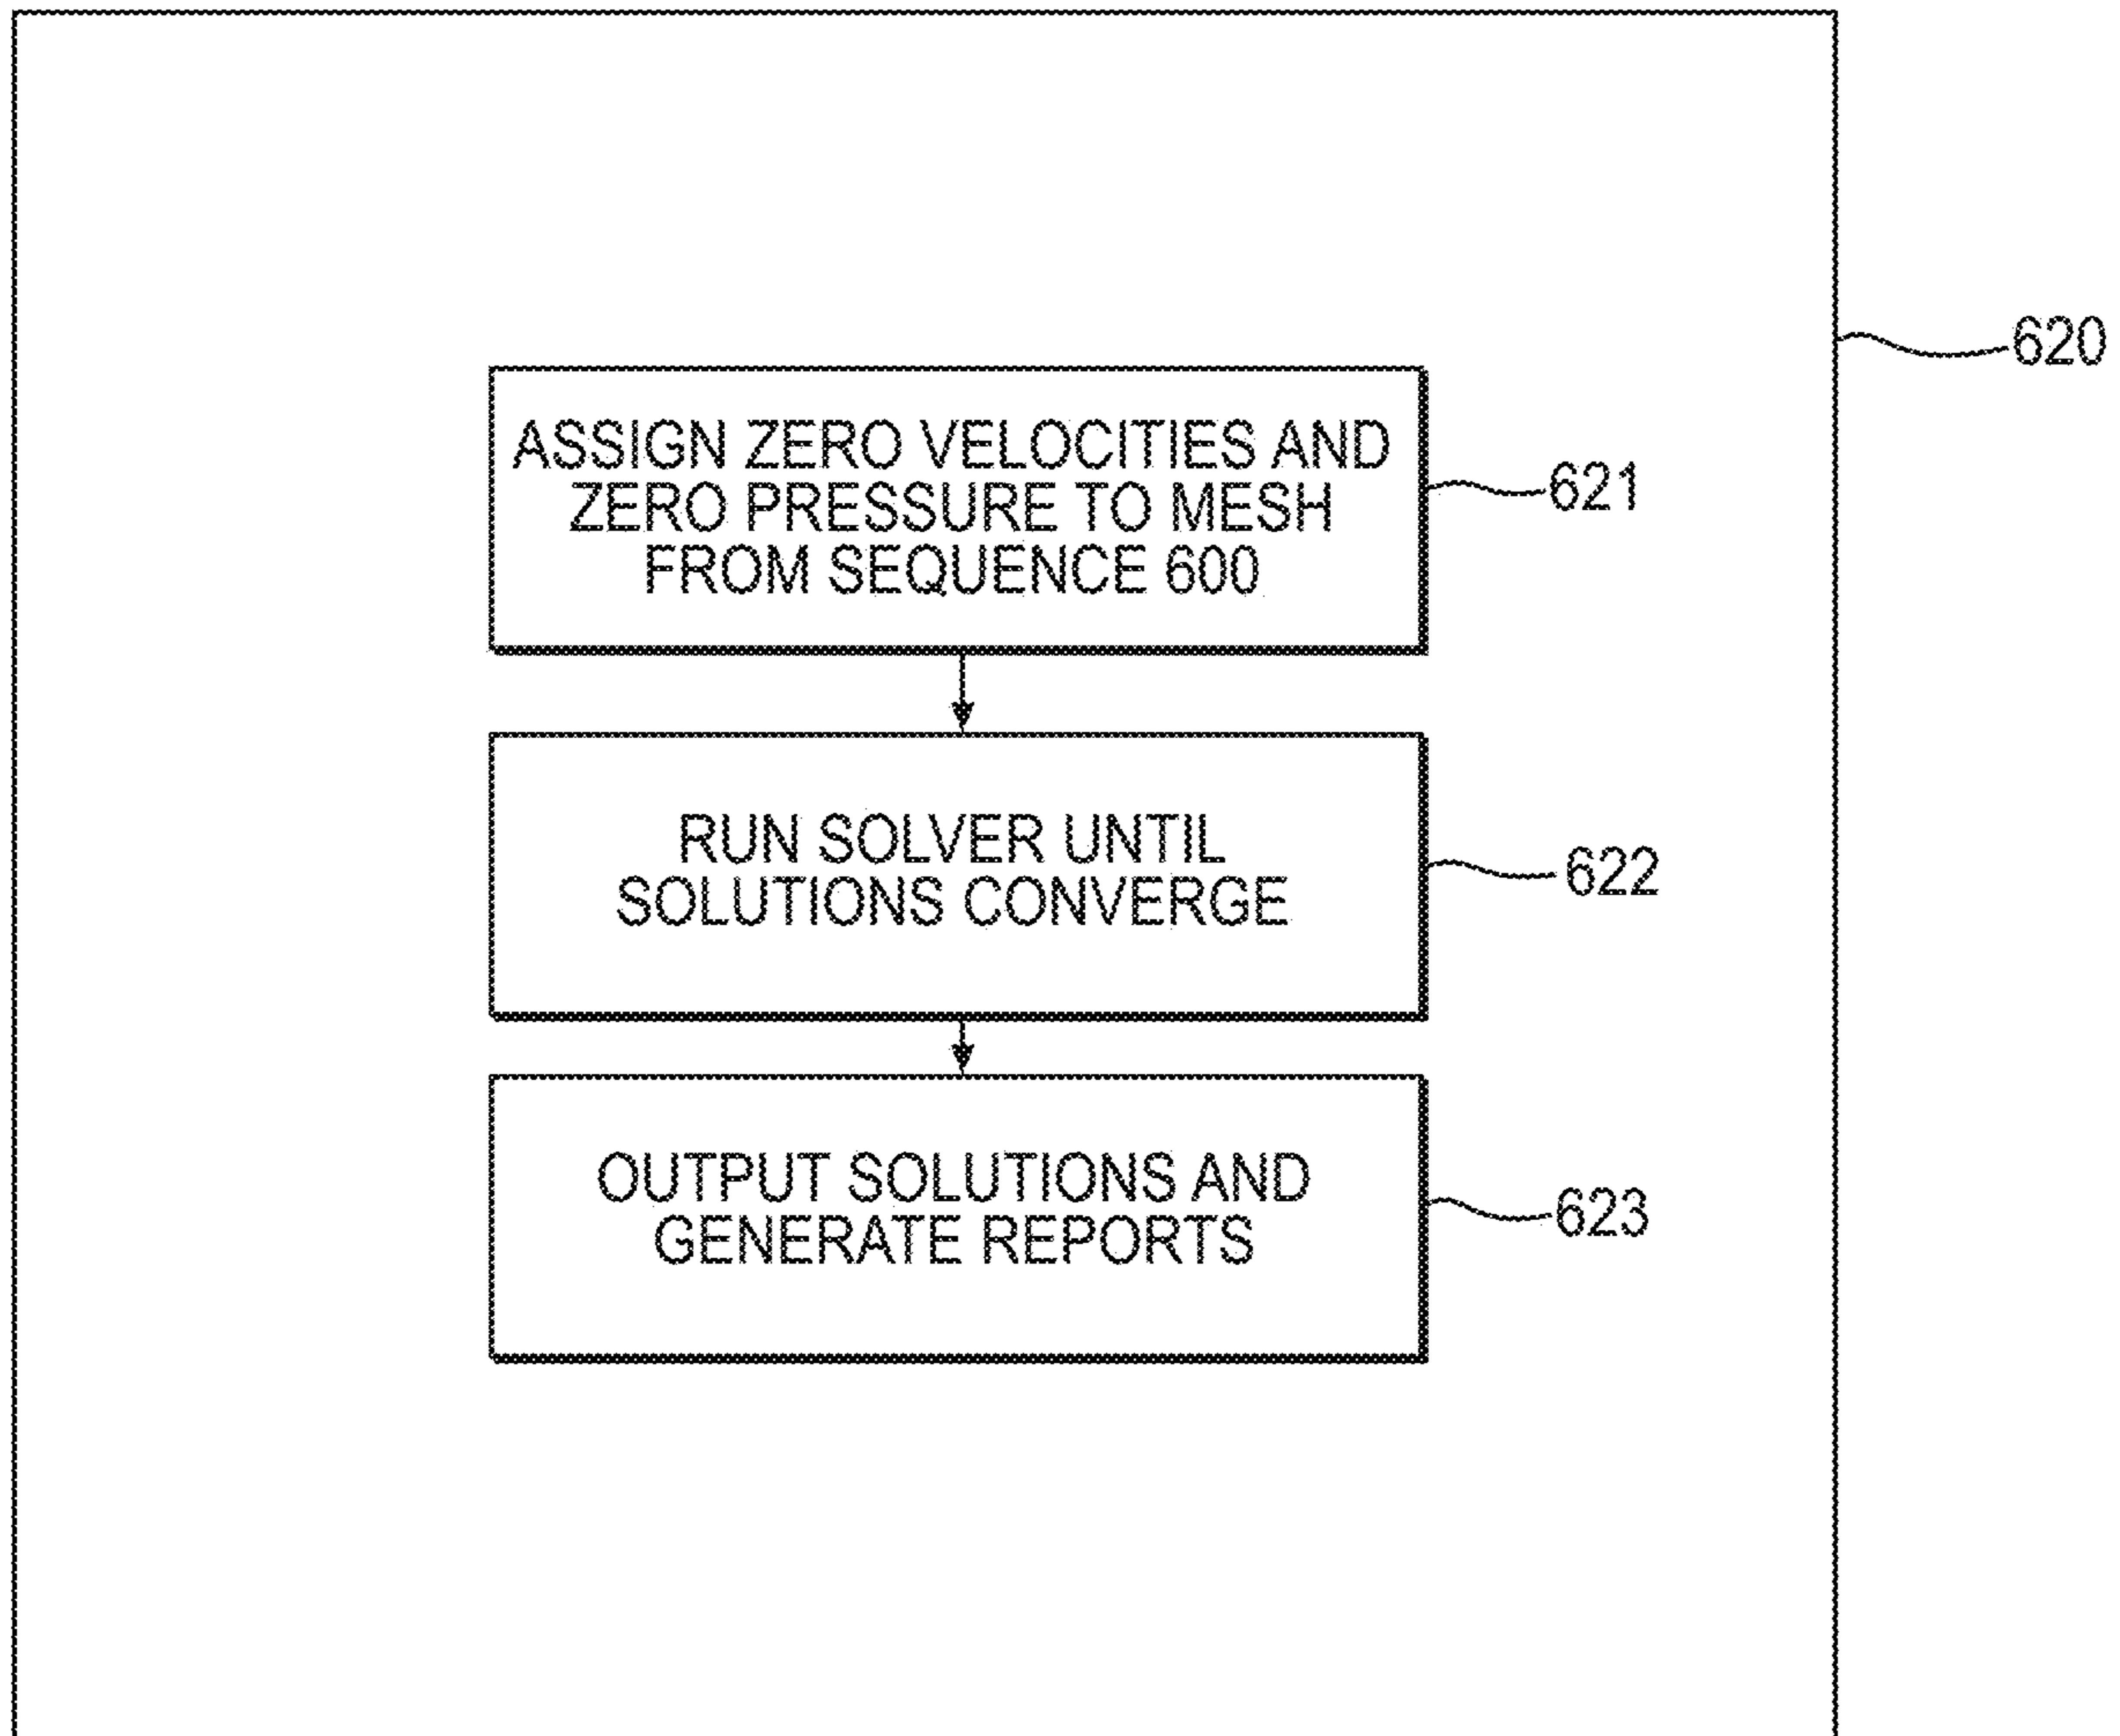 620
ASSIGN ZERO VELOCITIES AND
ZERO PRESSURE TO MESH
FROM SEQUENCE 600
621
RUN SOLVER UNTIL
SOLUTIONS CONVERGE
622
OUTPUT SOLUTIONS AND
GENERATE REPORTS
623